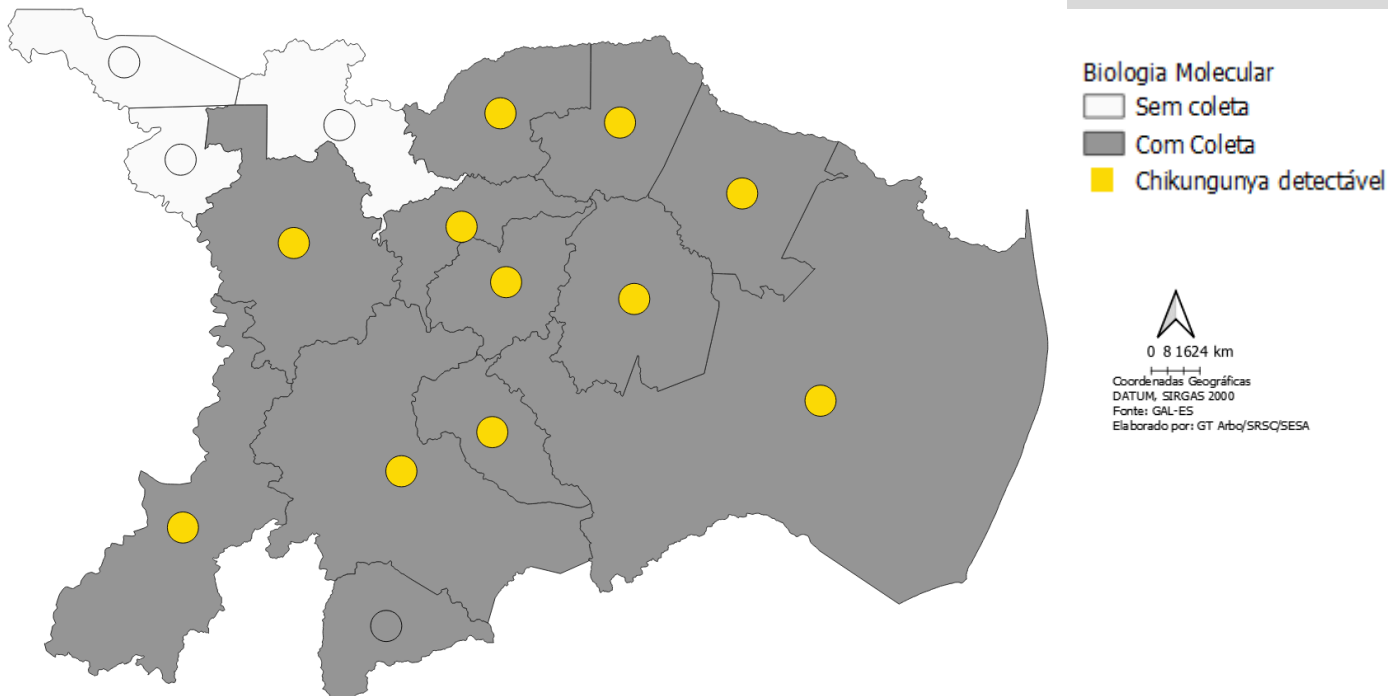 Biologia Molecular
Sem coleta
Com Coleta
Chikungunya detectável
0 8 1624 km
Coordenadas Geográficas
DATUM, SIRGAS 2000
Fonte: GAL-ES
Elaborado por: GT Arbo/SRSC/SESA